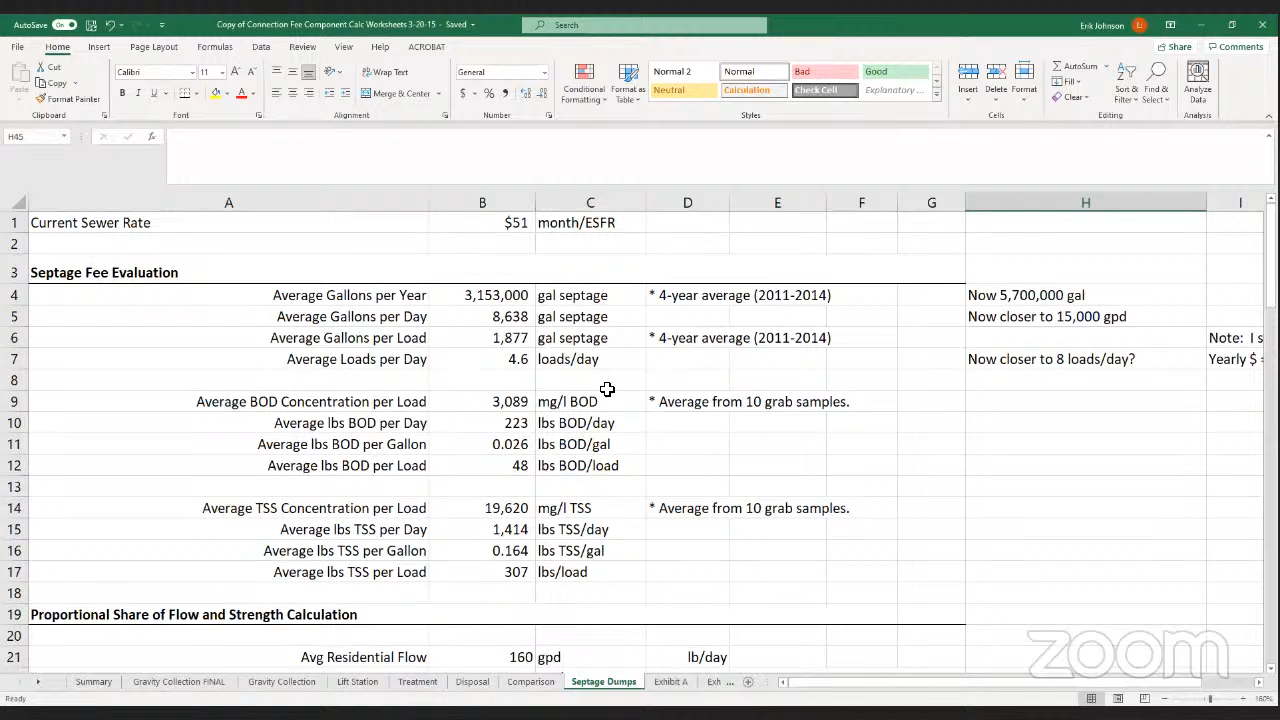 AutoSave On Copy of Connection Fee Component Calc Worksheets 3-20-15 - Saved Search Erik Johnson EJ
File Home Insert Page Layout Formulas Data Review View Help ACROBAT Share Comments
Paste Cut Copy Format Painter Clipboard
Calibri 11 A A B I U A Font
Wrap Text Merge & Center Alignment
General $ % Number
Conditional Formatting Format as Table Normal 2 Normal Bad Good Neutral Calculation Check Cell Explanatory ... Styles
Insert Delete Format Cells
AutoSum Fill Clear Sort & Filter Find & Select Editing
Analyze Data Analysis
H45 fx
A B C D E F G H I
1 Current Sewer Rate $51 month/ESFR
2
3 Septage Fee Evaluation
4 Average Gallons per Year 3,153,000 gal septage * 4-year average (2011-2014) Now 5,700,000 gal
5 Average Gallons per Day 8,638 gal septage Now closer to 15,000 gpd
6 Average Gallons per Load 1,877 gal septage * 4-year average (2011-2014) Note: I s
7 Average Loads per Day 4.6 loads/day Now closer to 8 loads/day? Yearly $ =
8
9 Average BOD Concentration per Load 3,089 mg/l BOD * Average from 10 grab samples.
10 Average lbs BOD per Day 223 lbs BOD/day
11 Average lbs BOD per Gallon 0.026 lbs BOD/gal
12 Average lbs BOD per Load 48 lbs BOD/load
13
14 Average TSS Concentration per Load 19,620 mg/l TSS * Average from 10 grab samples.
15 Average lbs TSS per Day 1,414 lbs TSS/day
16 Average lbs TSS per Gallon 0.164 lbs TSS/gal
17 Average lbs TSS per Load 307 lbs/load
18
19 Proportional Share of Flow and Strength Calculation
20
21 Avg Residential Flow 160 gpd lb/day
zoom
Summary Gravity Collection FINAL Gravity Collection Lift Station Treatment Disposal Comparison Septage Dumps Exhibit A Exh ...
Ready 160%